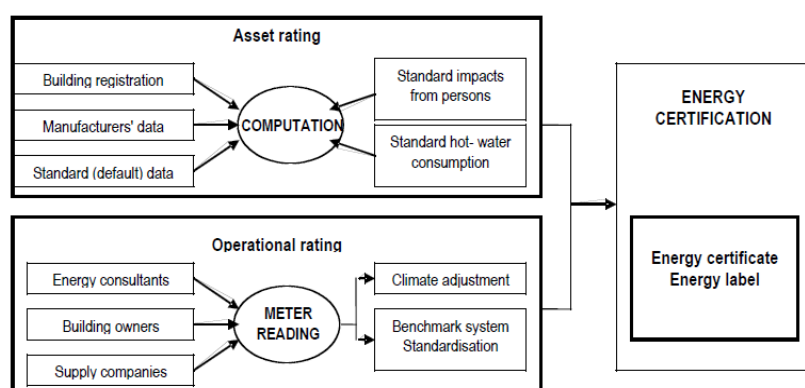 Asset rating
Building registration
Manufacturers' data
Standard (default) data
COMPUTATION
Standard impacts
from persons
Standard hot- water
consumption
Operational rating
Energy consultants
Building owners
Supply companies
METER
READING
Climate adjustment
Benchmark system
Standardisation
ENERGY
CERTIFICATION
Energy certificate
Energy label